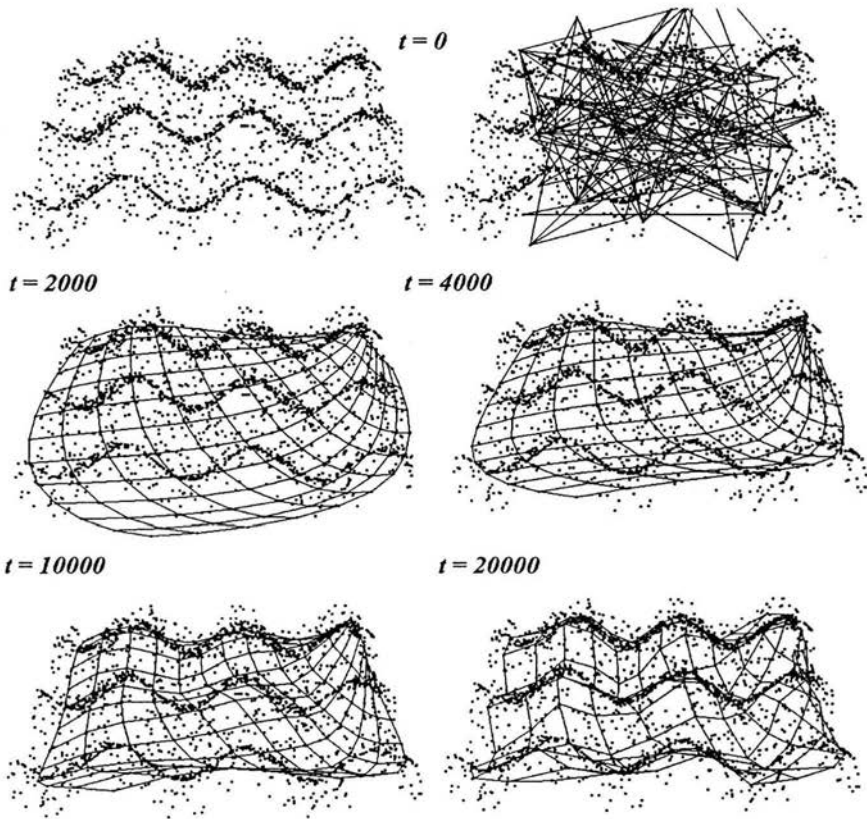 t = 0
t = 2000
t = 4000
t = 10000
t = 20000